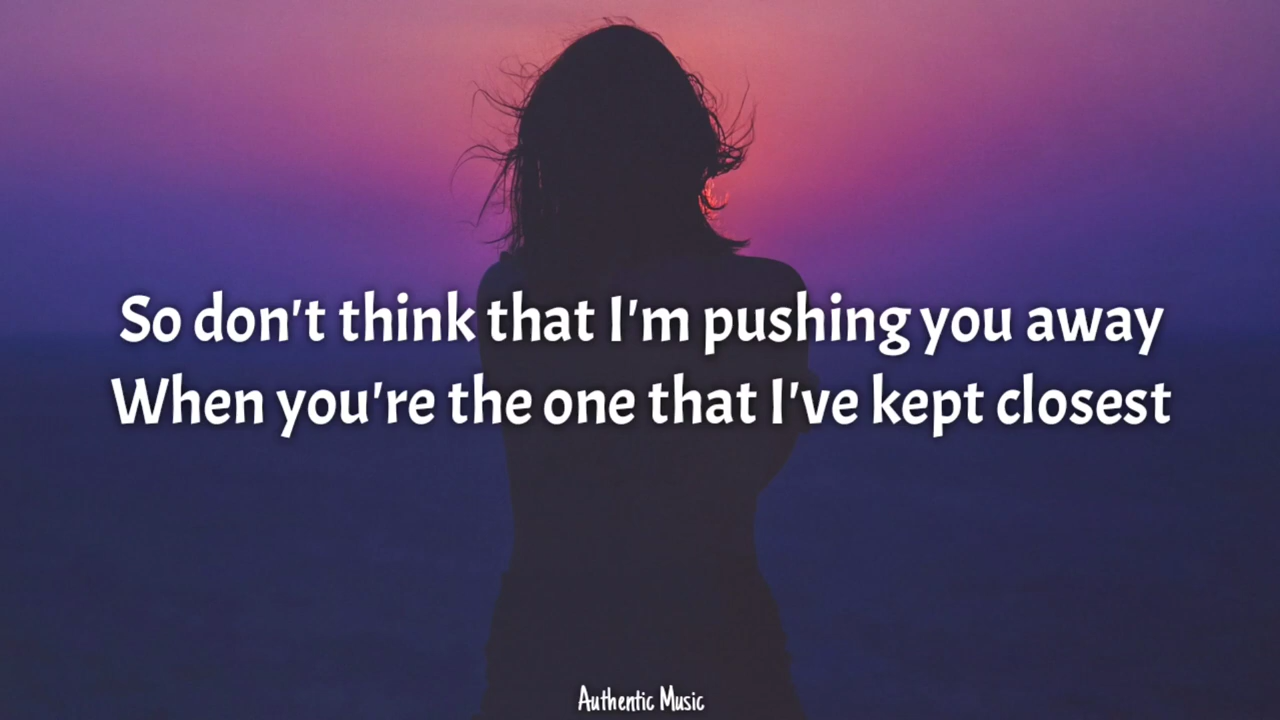 So don't think that I'm pushing you away
When you're the one that I've kept closest
Authentic Music